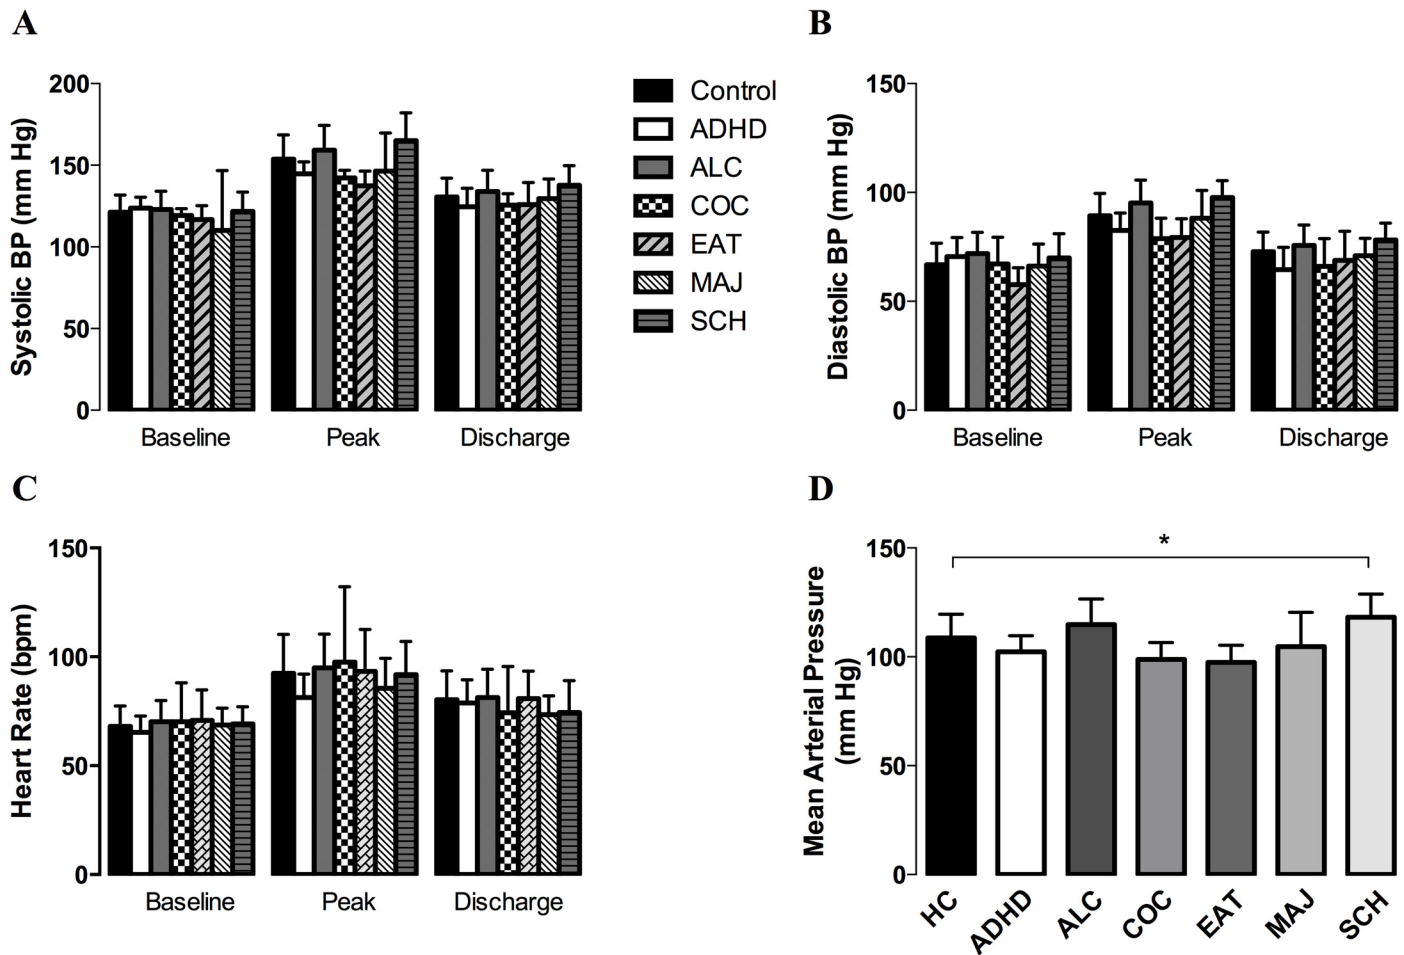 A
Systolic BP (mm Hg)
200
150
100
50
0
Baseline
Peak
Discharge
Control
ADHD
ALC
COC
EAT
MAJ
SCH
B
Diastolic BP (mm Hg)
150
100
50
0
Baseline
Peak
Discharge
C
Heart Rate (bpm)
150
100
50
0
Baseline
Peak
Discharge
D
Mean Arterial Pressure
(mm Hg)
150
100
50
0
*
HC
ADHD
ALC
COC
EAT
MAJ
SCH